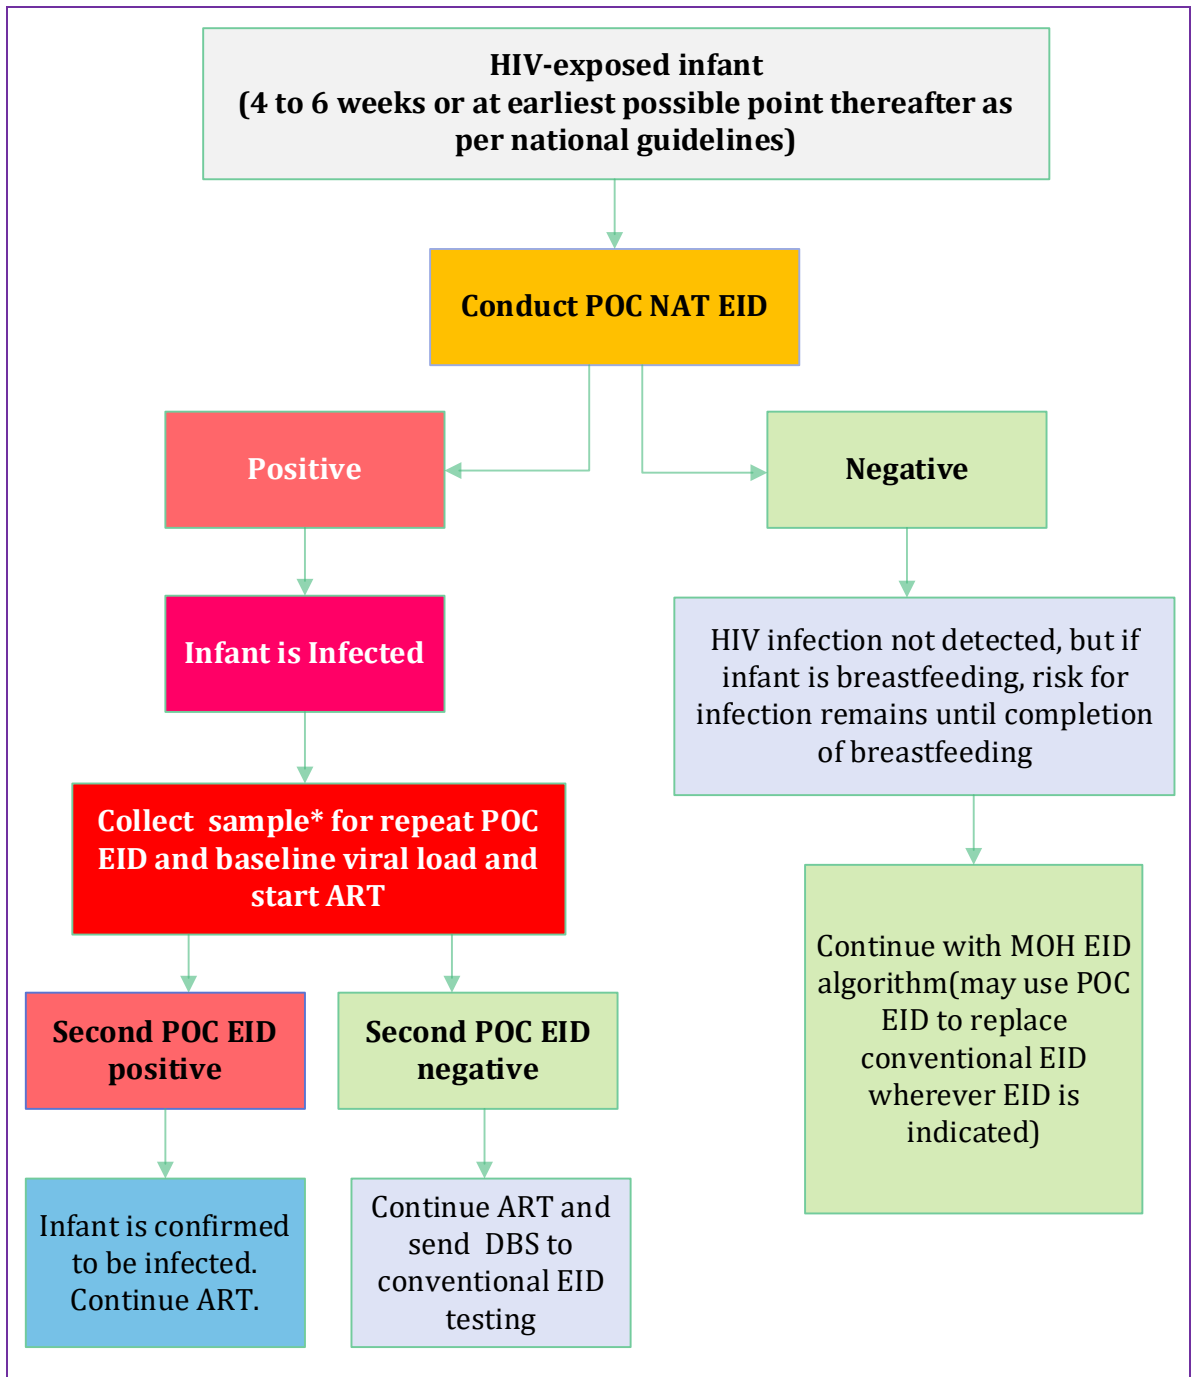 HIV-exposed infant
(4 to 6 weeks or at earliest possible point thereafter as
per national guidelines)
Conduct POC NAT EID
Positive
Negative
Infant is Infected
HIV infection not detected, but if
infant is breastfeeding, risk for
infection remains until completion
of breastfeeding
Collect sample* for repeat POC
EID and baseline viral load and
start ART
Continue with MOH EID
algorithm(may use POC
EID to replace
conventional EID
wherever EID is
indicated)
Second POC EID
positive
Second POC EID
negative
Infant is confirmed
to be infected.
Continue ART.
Continue ART and
send DBS to
conventional EID
testing